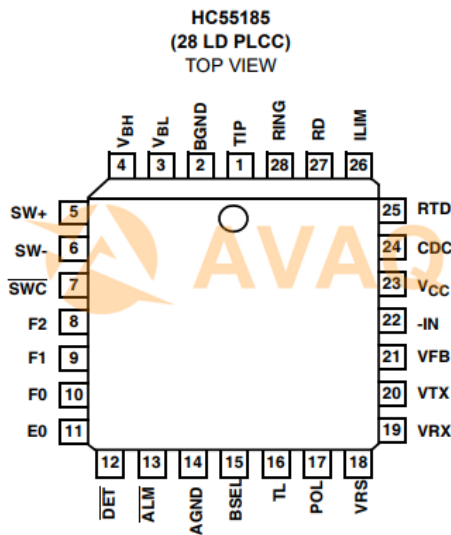 HC55185
(28 LD PLCC)
TOP VIEW
VBH
VBL
BGND
TIP
RING
RD
ILIM
4
3
2
1
28
27
26
SW+ 5
25 RTD
SW- 6
24 CDC
SWC 7
23 VCC
F2 8
22 -IN
F1 9
21 VFB
F0 10
20 VTX
E0 11
19 VRX
12
13
14
15
16
17
18
DET
ALM
AGND
BSEL
TL
POL
VRS
AVAQ